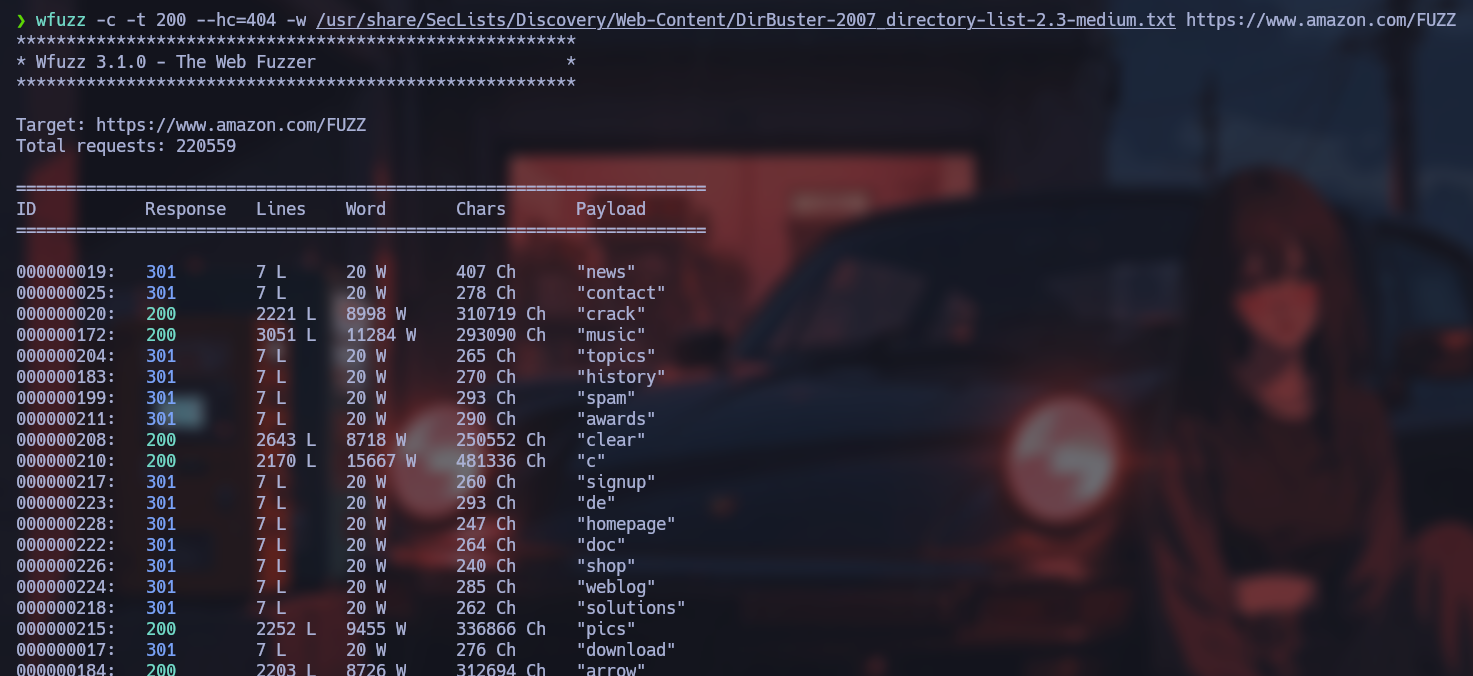 ❯ wfuzz -c -t 200 --hc=404 -w /usr/share/SecLists/Discovery/Web-Content/DirBuster-2007_directory-list-2.3-medium.txt https://www.amazon.com/FUZZ
********************************************************
* Wfuzz 3.1.0 - The Web Fuzzer                         *
********************************************************

Target: https://www.amazon.com/FUZZ
Total requests: 220559

=====================================================================
ID           Response   Lines    Word       Chars       Payload
=====================================================================

000000019:   301        7 L      20 W       407 Ch      "news"
000000025:   301        7 L      20 W       278 Ch      "contact"
000000020:   200        2221 L   8998 W     310719 Ch   "crack"
000000172:   200        3051 L   11284 W    293090 Ch   "music"
000000204:   301        7 L      20 W       265 Ch      "topics"
000000183:   301        7 L      20 W       270 Ch      "history"
000000199:   301        7 L      20 W       293 Ch      "spam"
000000211:   301        7 L      20 W       290 Ch      "awards"
000000208:   200        2643 L   8718 W     250552 Ch   "clear"
000000210:   200        2170 L   15667 W    481336 Ch   "c"
000000217:   301        7 L      20 W       260 Ch      "signup"
000000223:   301        7 L      20 W       293 Ch      "de"
000000228:   301        7 L      20 W       247 Ch      "homepage"
000000222:   301        7 L      20 W       264 Ch      "doc"
000000226:   301        7 L      20 W       240 Ch      "shop"
000000224:   301        7 L      20 W       285 Ch      "weblog"
000000218:   301        7 L      20 W       262 Ch      "solutions"
000000215:   200        2252 L   9455 W     336866 Ch   "pics"
000000017:   301        7 L      20 W       276 Ch      "download"
000000184:   200        2203 L   8726 W     312694 Ch   "arrow"